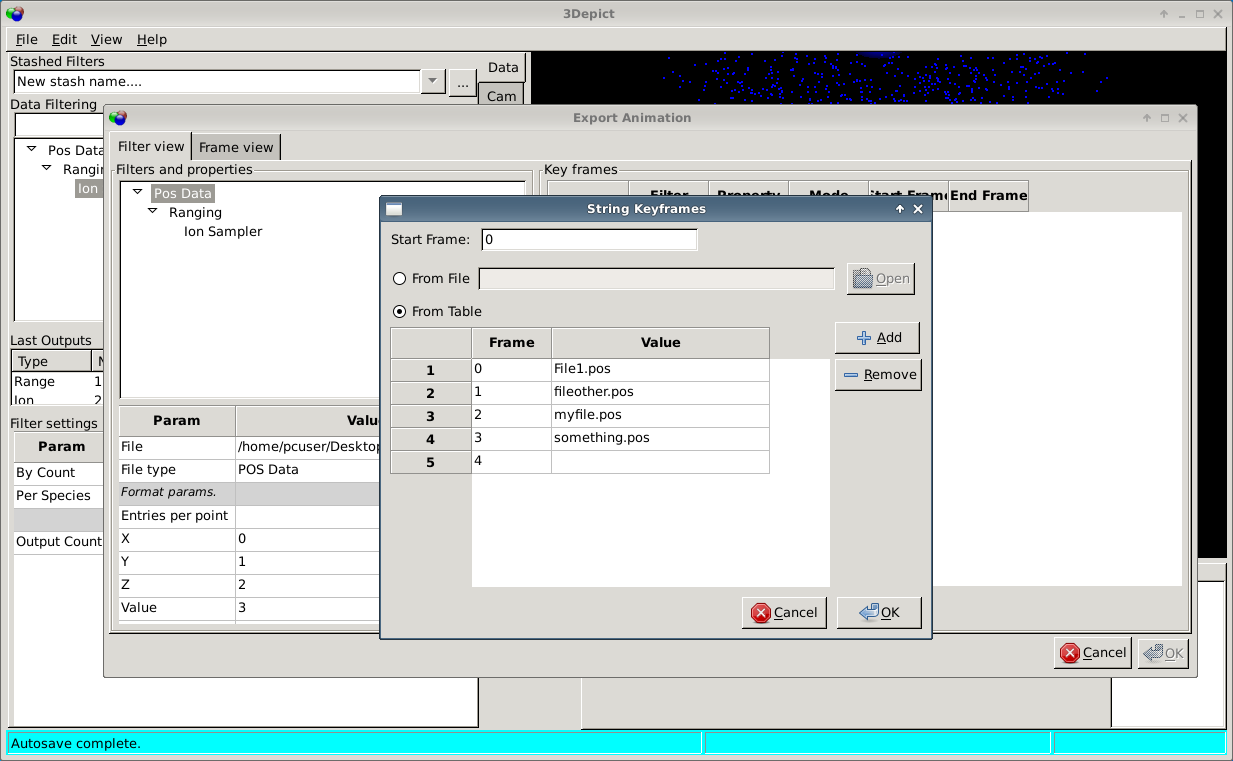 3Depict
File Edit View Help
Stashed Filters
New stash name....
...
Data
Cam
Data Filtering
Pos Data
Ranging
Ion
Last Outputs
Type N
Range 1
Ion 2
Filter settings
Param
By Count
Per Species
Output Count
Export Animation
Filter view Frame view
Filters and properties
Pos Data
Ranging
Ion Sampler
Param Value
File /home/pcuser/Desktop
File type POS Data
Format params.
Entries per point
X 0
Y 1
Z 2
Value 3
Key frames
Filter Property Mode Start Frame End Frame
String Keyframes
Start Frame: 0
From File Open
From Table
Frame Value
1 0 File1.pos
2 1 fileother.pos
3 2 myfile.pos
4 3 something.pos
5 4
Add
Remove
Cancel OK
Cancel OK
Autosave complete.